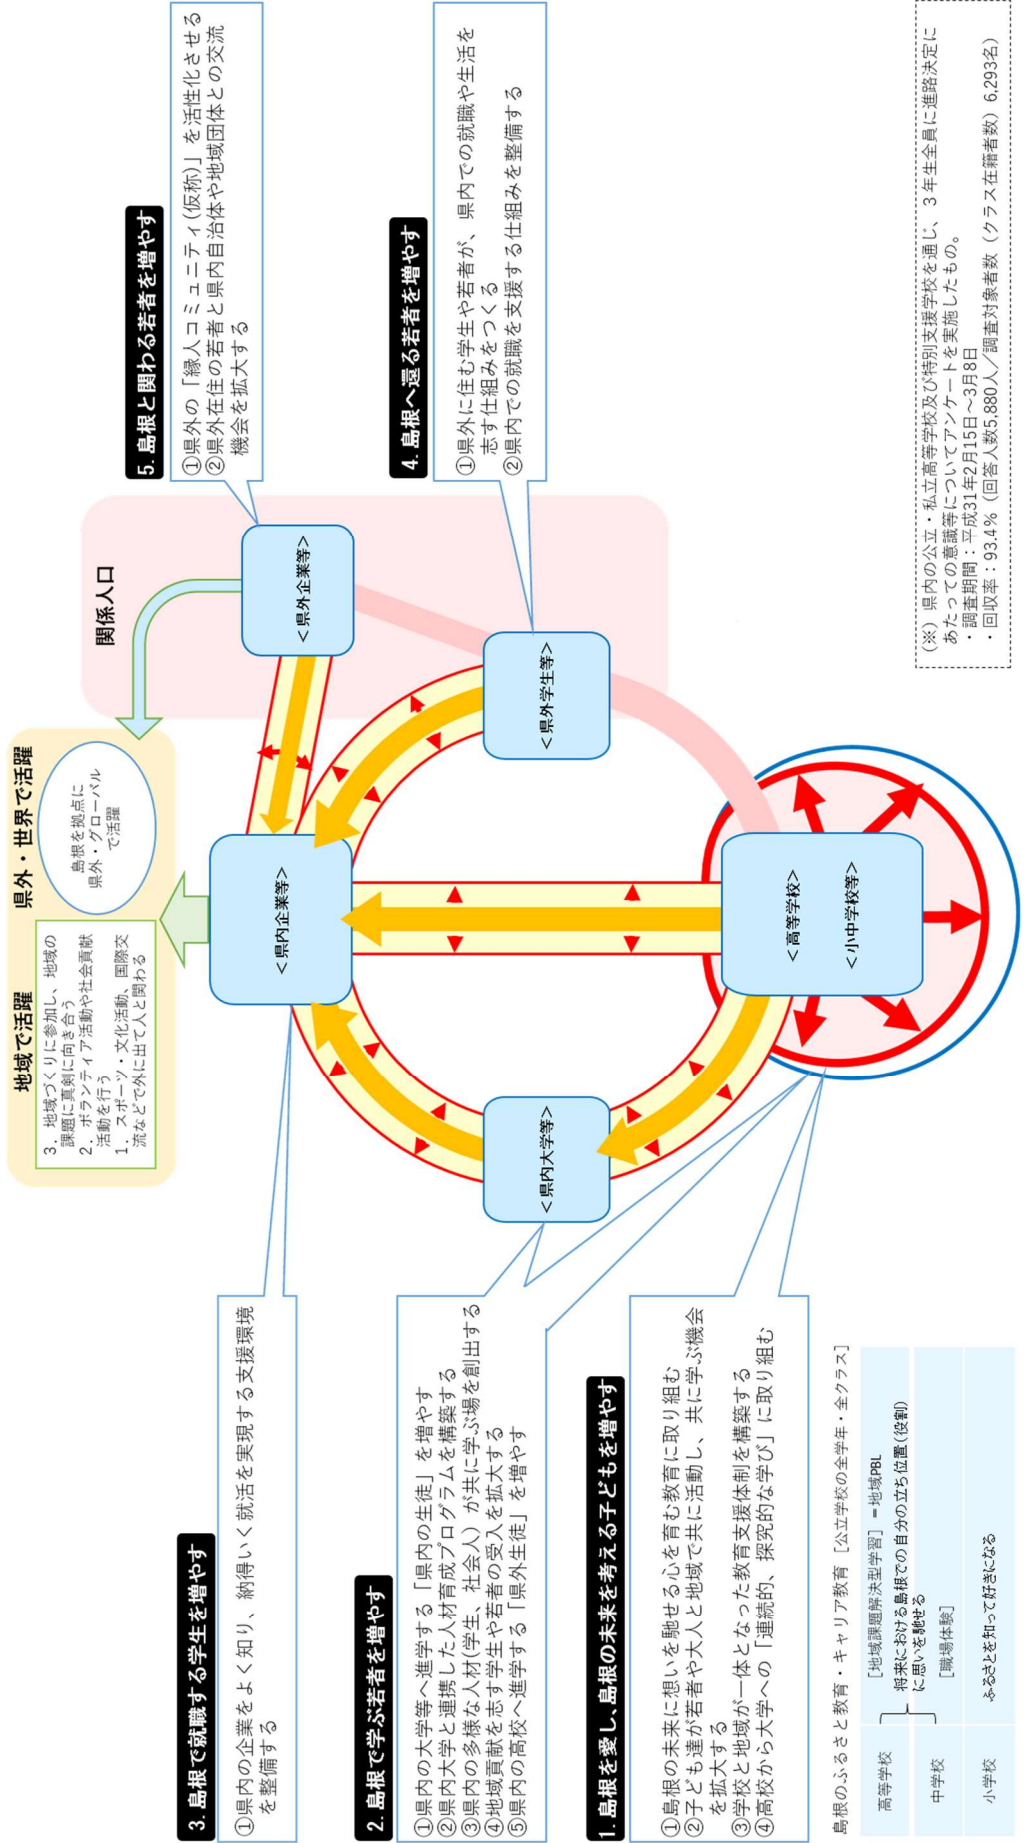 地域で活躍
県外・世界で活躍
3．地域づくりに参加し、地域の
課題に真剣に向き合う
2．ボランティア活動や社会貢献
活動を行う
1．スポーツ・文化活動、国際交
流などで外に出て人と関わる
島根を拠点に
県外・グローバル
で活躍
関係人口
3. 島根で就職する学生を増やす
①県内の企業をよく知り、納得いく就活を実現する支援環境
を整備する
＜県内企業等＞
＜県外企業等＞
5. 島根と関わる若者を増やす
①県外の「縁人コミュニティ(仮称)」を活性化させる
②県外在住の若者と県内自治体や地域団体との交流
機会を拡大する
2. 島根で学ぶ若者を増やす
①県内の大学等へ進学する「県内の生徒」を増やす
②県内大学と連携した人材育成プログラムを構築する
③県内の多様な人材(学生、社会人）が共に学ぶ場を創出する
④地域貢献を志す学生や若者の受入を拡大する
⑤県内の高校へ進学する「県外生徒」を増やす
＜県内大学等＞
＜県外学生等＞
4. 島根へ還る若者を増やす
①県外に住む学生や若者が、県内での就職や生活を
志す仕組みをつくる
②県内での就職を支援する仕組みを整備する
1. 島根を愛し、島根の未来を考える子どもを増やす
①島根の未来に想いを馳せる心を育む教育に取り組む
②子ども達が若者や大人と地域で共に活動し、共に学ぶ機会
を拡大する
③学校と地域が一体となった教育支援体制を構築する
④高校から大学への「連続的、探究的な学び」に取り組む
＜高等学校＞
＜小中学校等＞
島根のふるさと教育・キャリア教育［公立学校の全学年・全クラス］
高等学校
［地域課題解決型学習］＝地域PBL
将来における島根での自分の立ち位置(役割)
に思いを馳せる
中学校
［職場体験］
小学校
ふるさとを知って好きになる
（※）県内の公立・私立高等学校及び特別支援学校を通じ、３年生全員に進路決定に
あたっての意識等についてアンケートを実施したもの。
・調査期間：平成31年2月15日～3月8日
・回収率：93.4％（回答人数5,880人／調査対象者数（クラス在籍者数）6,293名）